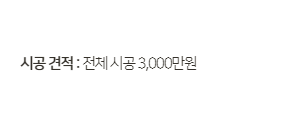 시공 견적 : 전체 시공 3,000만원